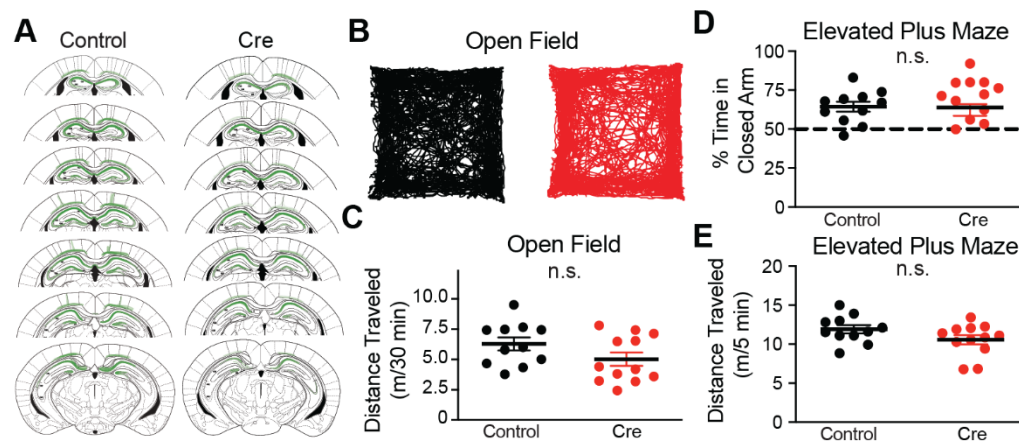 A
Control
Cre
B
Open Field
C
Open Field
n.s.
Distance Traveled
(m/30 min)
10.0
7.5
5.0
2.5
0
Control
Cre
D
Elevated Plus Maze
n.s.
% Time in
Closed Arm
100
75
50
25
0
Control
Cre
E
Elevated Plus Maze
n.s.
Distance Traveled
(m/5 min)
20
15
10
5
0
Control
Cre